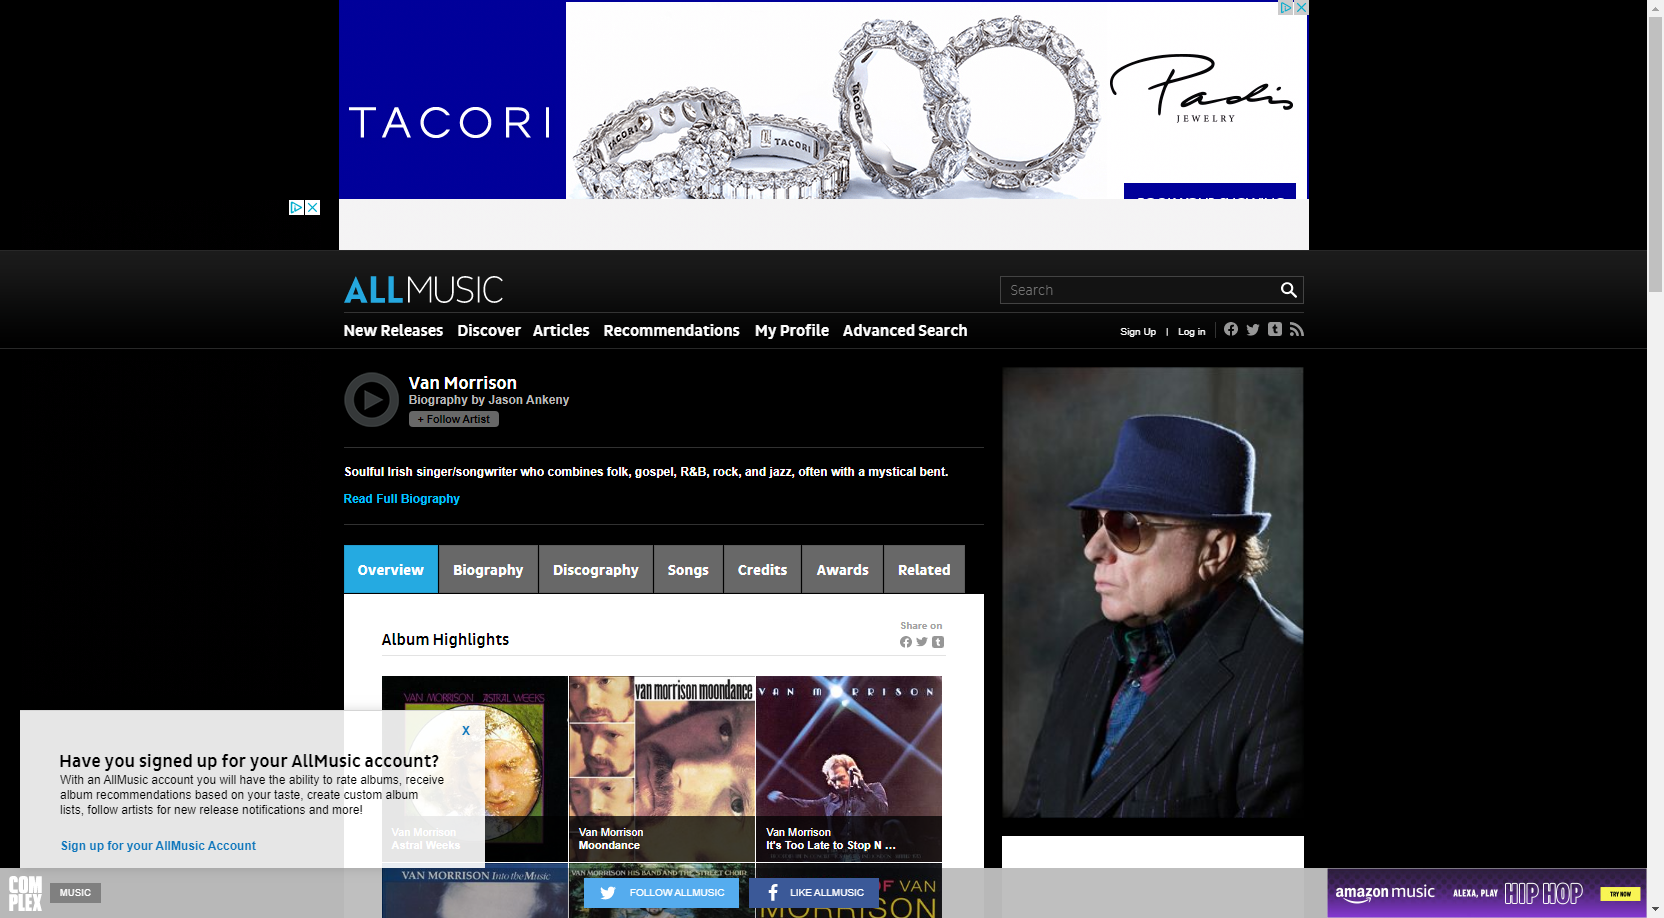 TACORI
TACORI
TACORI
TACORI
TACORI
Padis
JEWELRY
ALLMUSIC
Search
New Releases
Discover
Articles
Recommendations
My Profile
Advanced Search
Sign Up
Log in
Van Morrison
Biography by Jason Ankeny
+ Follow Artist
Soulful Irish singer/songwriter who combines folk, gospel, R&B, rock, and jazz, often with a mystical bent.
Read Full Biography
Overview
Biography
Discography
Songs
Credits
Awards
Related
Share on
Album Highlights
VAN MORRISON ASTRAL WEEKS
van morrison moondance
VAN MORRISON
X
Have you signed up for your AllMusic account?
With an AllMusic account you will have the ability to rate albums, receive
album recommendations based on your taste, create custom album
lists, follow artists for new release notifications and more!
Sign up for your AllMusic Account
Van Morrison
Astral Weeks
Van Morrison
Moondance
Van Morrison
It's Too Late to Stop N ...
VAN MORRISON Into the Music
VAN MORRISON HIS BAND AND THE STREET CHOIR
OF VAN
MORRISON
COM
PLEX
MUSIC
FOLLOW ALLMUSIC
LIKE ALLMUSIC
amazon music
ALEXA, PLAY
HIP HOP
TRY NOW